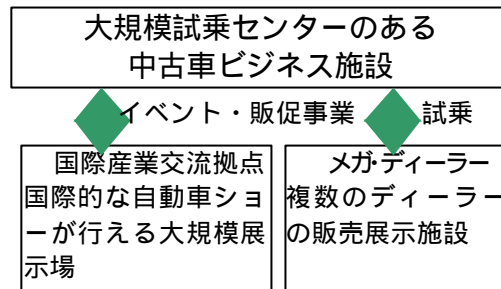 大規模試乗センターのある
中古車ビジネス施設
イベント・販促事業
試乗
国際産業交流拠点
国際的な自動車ショ
ーが行える大規模展
示場
メガ・ディーラー
複数のディーラー
の販売展示施設